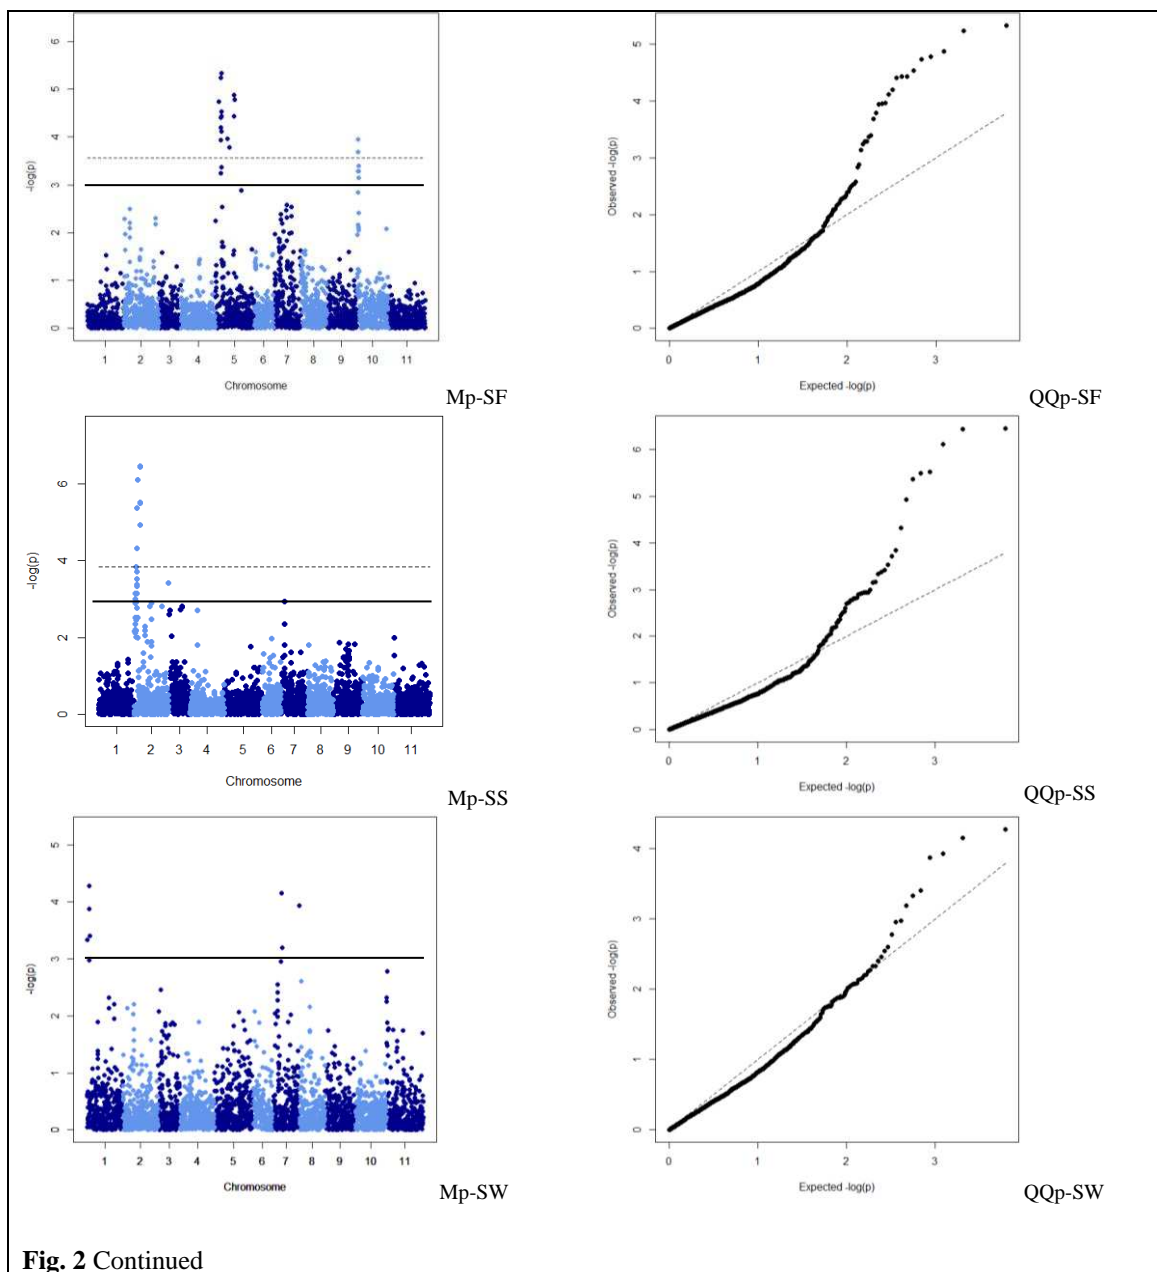 6
5
4
3
2
1
0
-log(p)
1 2 3 4 5 6 7 8 9 10 11
Chromosome
Mp-SF
5
4
3
2
1
0
Observed -log(p)
0 1 2 3
Expected -log(p)
QQp-SF
6
4
2
0
-log(p)
1 2 3 4 5 6 7 8 9 10 11
Chromosome
Mp-SS
6
5
4
3
2
1
0
Observed -log(p)
0 1 2 3
Expected -log(p)
QQp-SS
5
4
3
2
1
0
-log(p)
1 2 3 4 5 6 7 8 9 10 11
Chromosome
Mp-SW
4
3
2
1
0
Observed -log(p)
0 1 2 3
Expected -log(p)
QQp-SW
Fig. 2 Continued